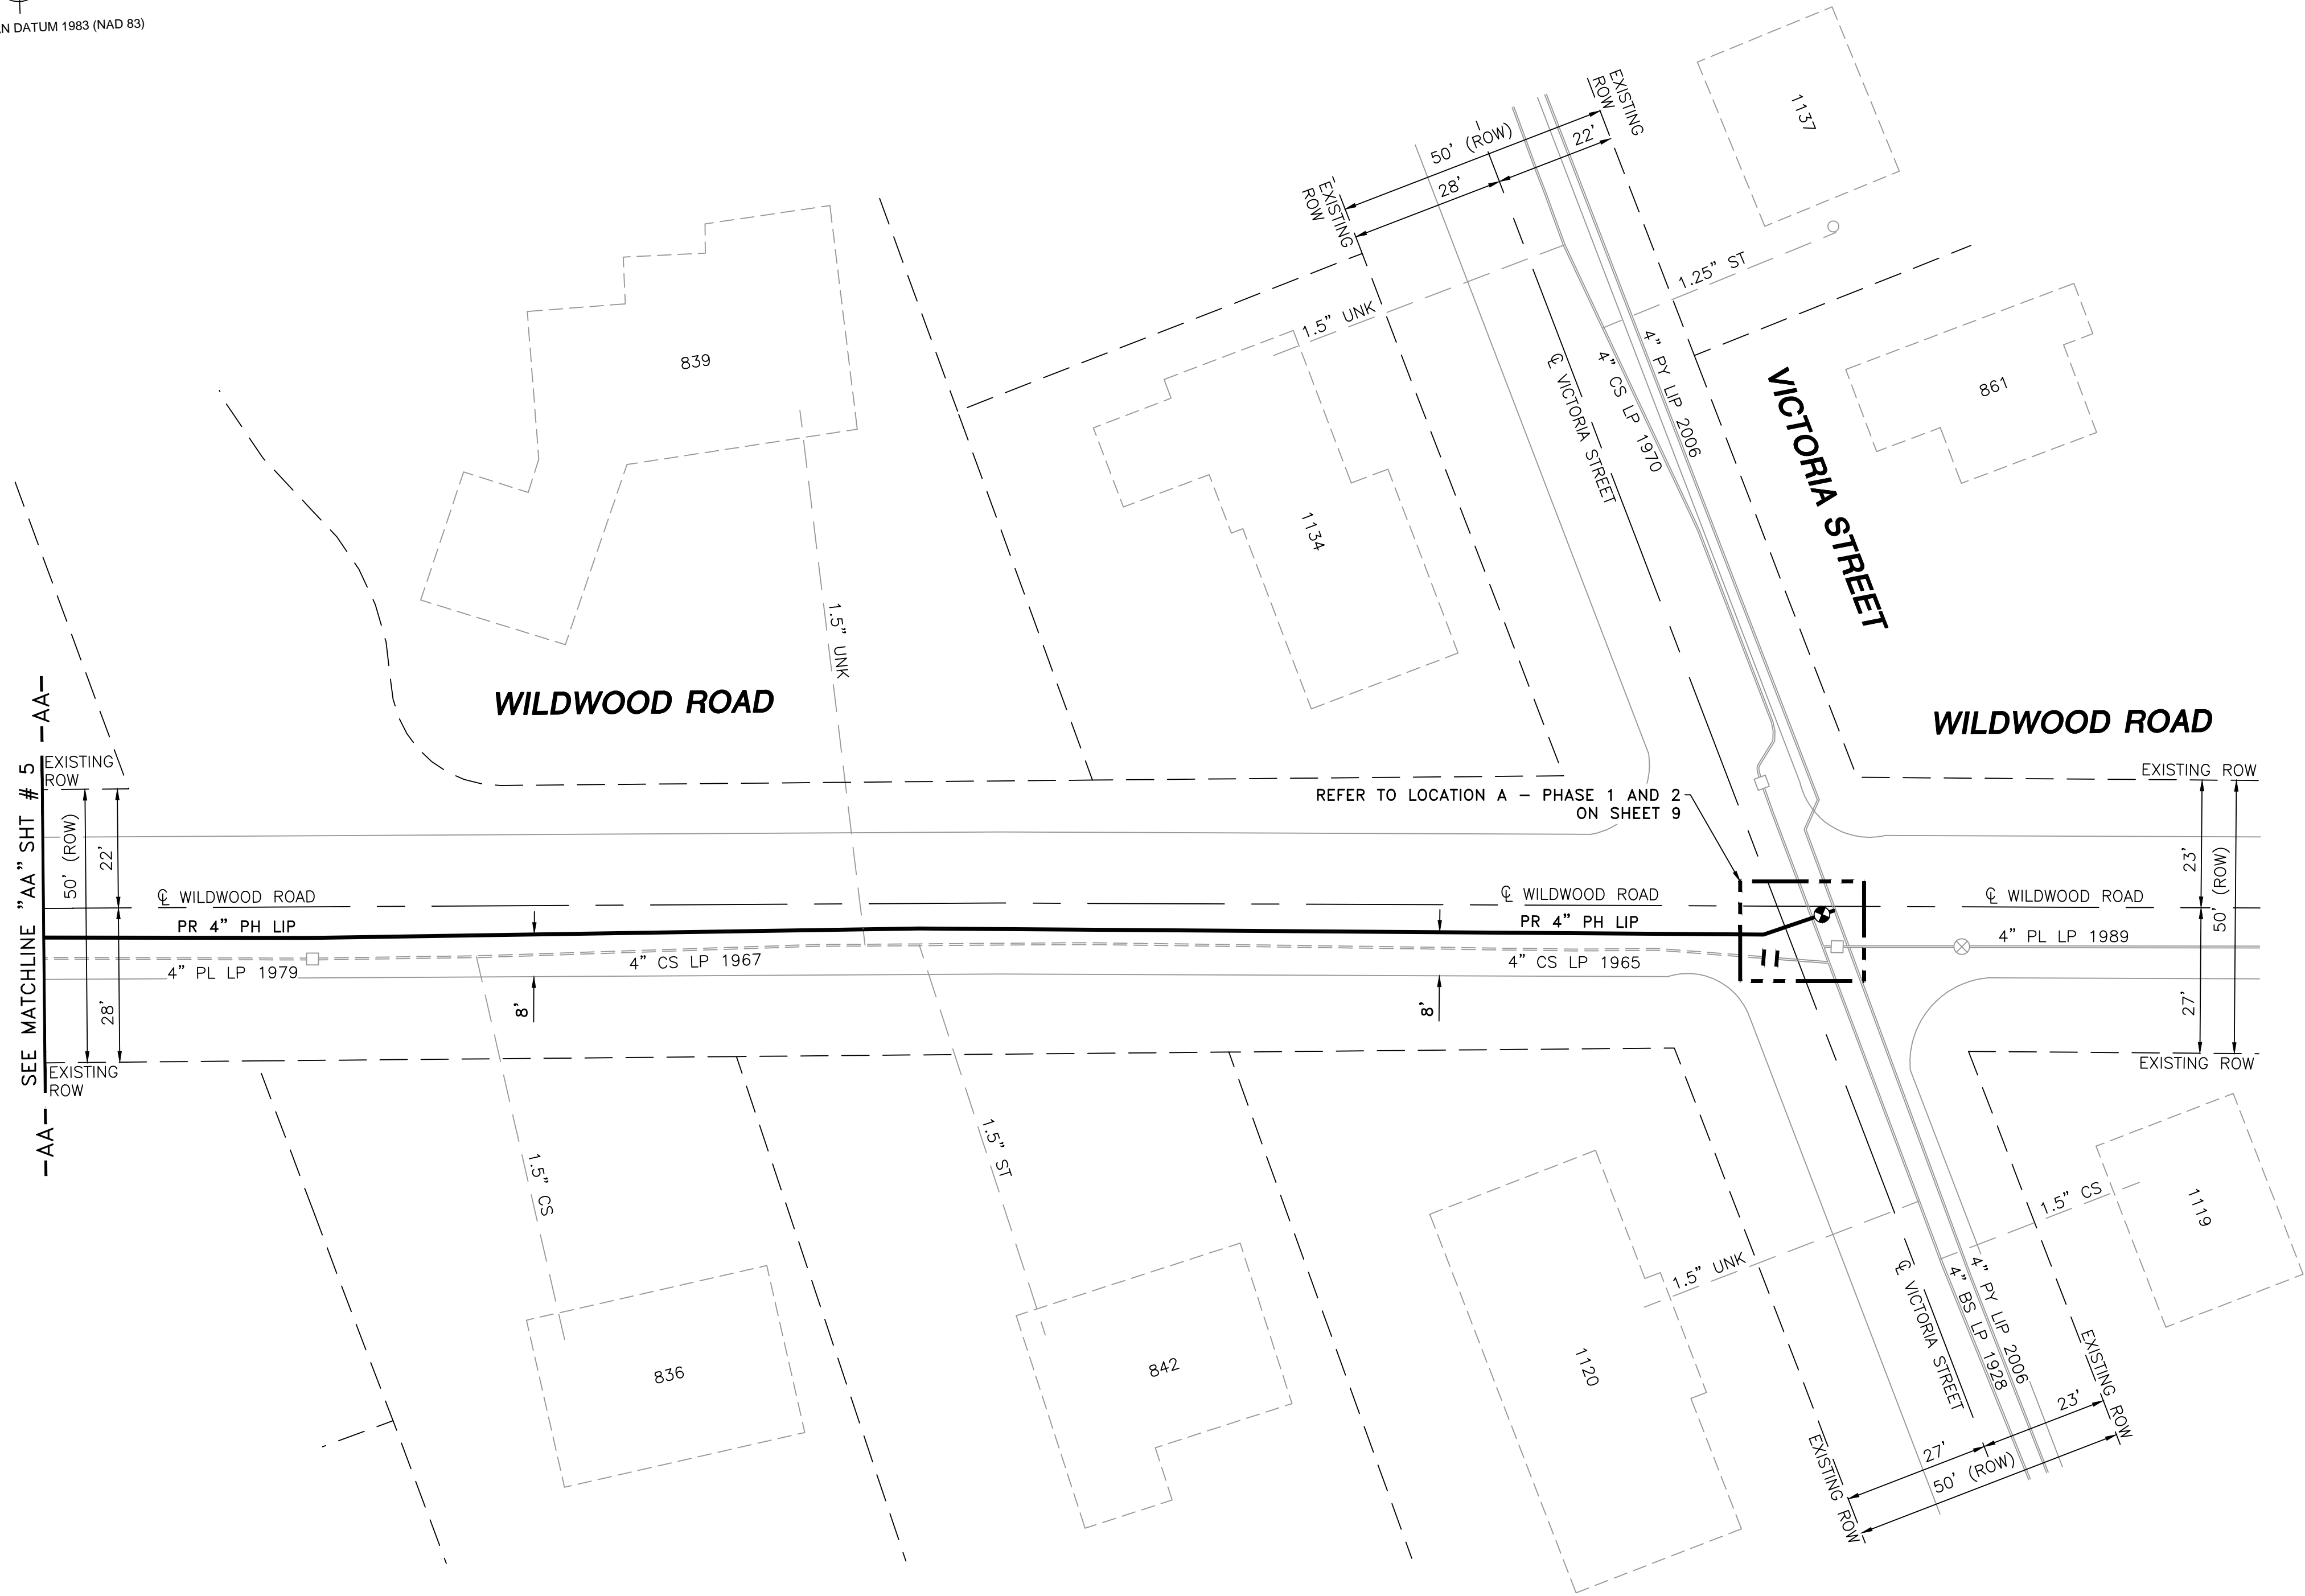 N DATUM 1983 (NAD 83)
EXISTING
ROW
50' (ROW)
22'
28'
EXISTING
ROW
1137
1.25" ST
1.5" UNK
839
4" PY LIP 2006
4" CS LP 1970
℄ VICTORIA STREET
VICTORIA STREET
861
1134
1.5" UNK
WILDWOOD ROAD
WILDWOOD ROAD
-AA-
SEE MATCHLINE "AA" SHT # 5
-AA-
EXISTING
ROW
50' (ROW)
22'
28'
EXISTING
ROW
REFER TO LOCATION A - PHASE 1 AND 2
ON SHEET 9
EXISTING ROW
23'
50' (ROW)
27'
EXISTING ROW
℄ WILDWOOD ROAD
℄ WILDWOOD ROAD
℄ WILDWOOD ROAD
PR 4" PH LIP
PR 4" PH LIP
4" PL LP 1989
4" PL LP 1979
4" CS LP 1967
4" CS LP 1965
8'
8'
1.5" CS
1.5" ST
1.5" CS
1119
1.5" UNK
836
842
1120
℄ VICTORIA STREET
4" BS LP 1928
4" PY LIP 2006
EXISTING ROW
23'
27'
50' (ROW)
EXISTING ROW